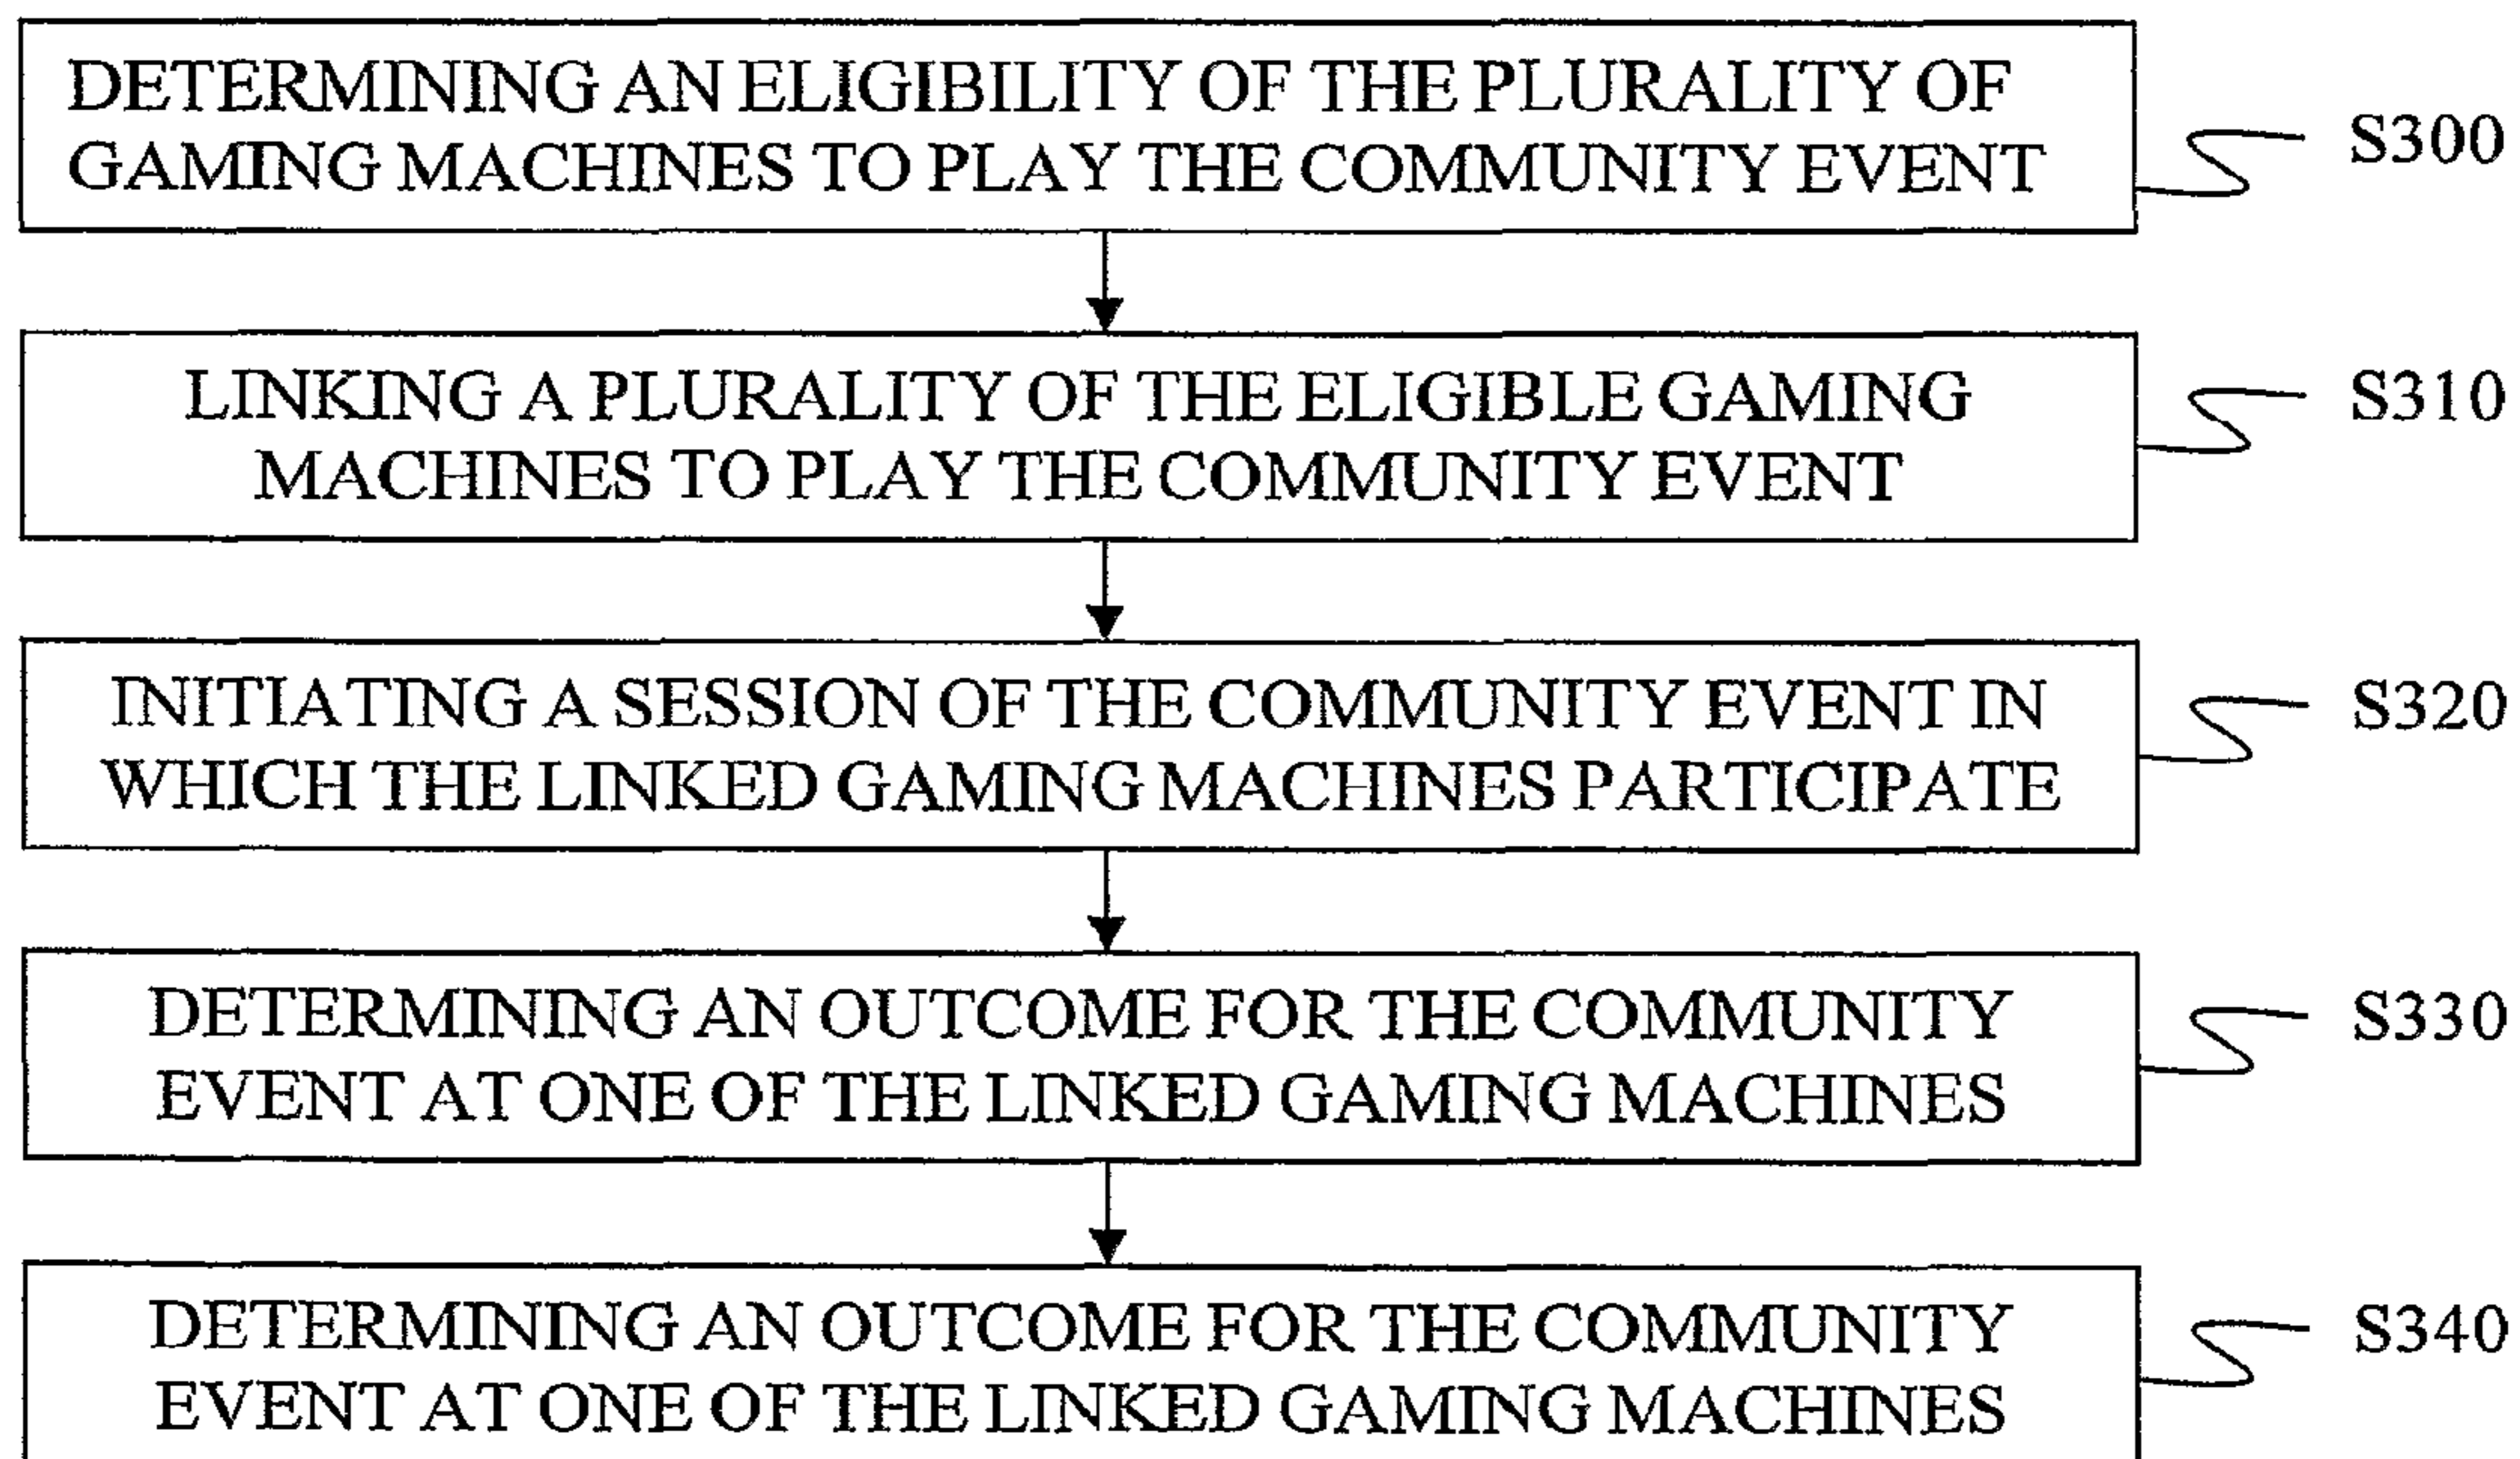 DETERMINING AN ELIGIBILITY OF THE PLURALITY OF
GAMING MACHINES TO PLAY THE COMMUNITY EVENT
S300
LINKING A PLURALITY OF THE ELIGIBLE GAMING
MACHINES TO PLAY THE COMMUNITY EVENT
S310
INITIATING A SESSION OF THE COMMUNITY EVENT IN
WHICH THE LINKED GAMING MACHINES PARTICIPATE
S320
DETERMINING AN OUTCOME FOR THE COMMUNITY
EVENT AT ONE OF THE LINKED GAMING MACHINES
S330
DETERMINING AN OUTCOME FOR THE COMMUNITY
EVENT AT ONE OF THE LINKED GAMING MACHINES
S340